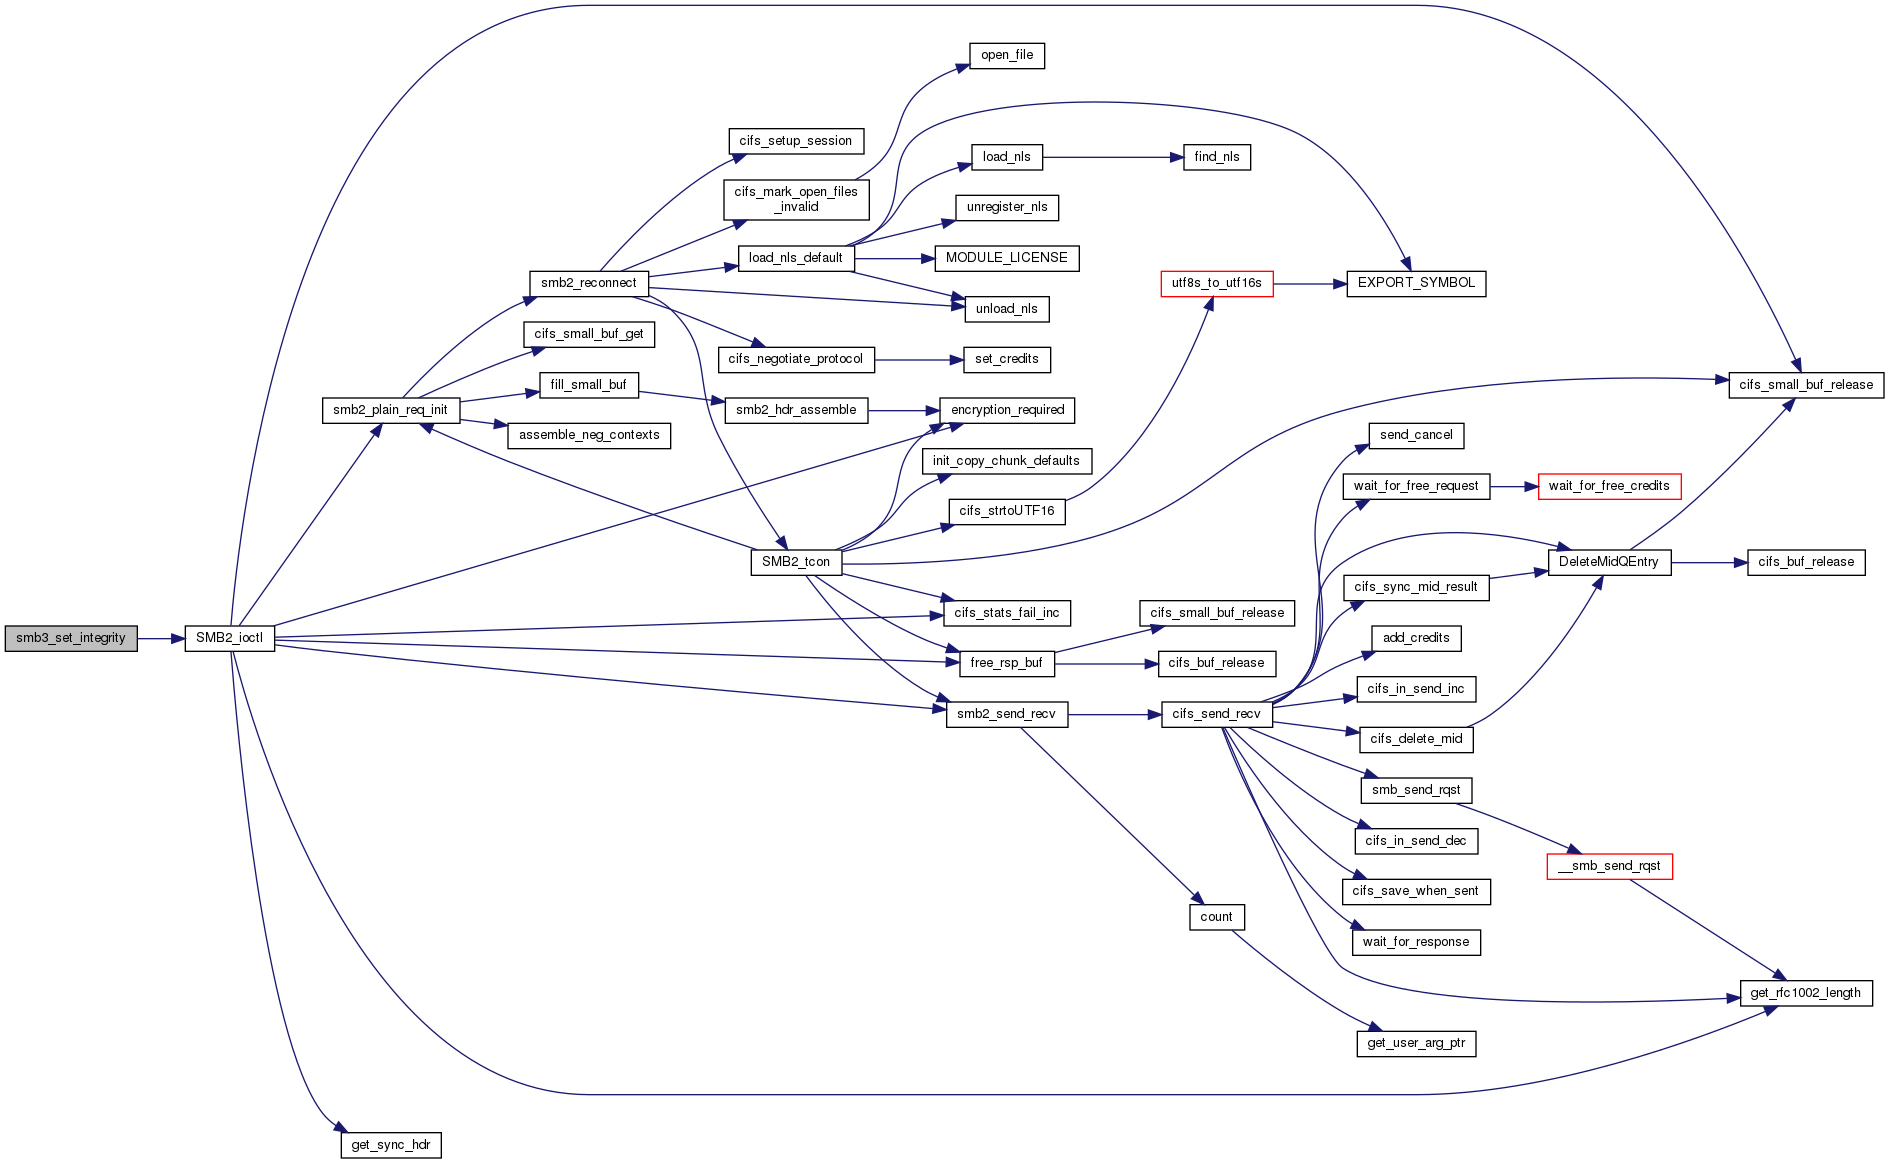 open_file
cifs_setup_session
load_nls
find_nls
cifs_mark_open_files
_invalid
unregister_nls
load_nls_default
MODULE_LICENSE
smb2_reconnect
utf8s_to_utf16s
EXPORT_SYMBOL
unload_nls
cifs_small_buf_get
cifs_negotiate_protocol
set_credits
fill_small_buf
cifs_small_buf_release
smb2_plain_req_init
smb2_hdr_assemble
encryption_required
assemble_neg_contexts
send_cancel
init_copy_chunk_defaults
wait_for_free_request
wait_for_free_credits
cifs_strtoUTF16
SMB2_tcon
DeleteMidQEntry
cifs_buf_release
cifs_sync_mid_result
cifs_stats_fail_inc
cifs_small_buf_release
smb3_set_integrity
SMB2_ioctl
add_credits
free_rsp_buf
cifs_buf_release
cifs_in_send_inc
smb2_send_recv
cifs_send_recv
cifs_delete_mid
smb_send_rqst
cifs_in_send_dec
__smb_send_rqst
cifs_save_when_sent
count
wait_for_response
get_rfc1002_length
get_user_arg_ptr
get_sync_hdr